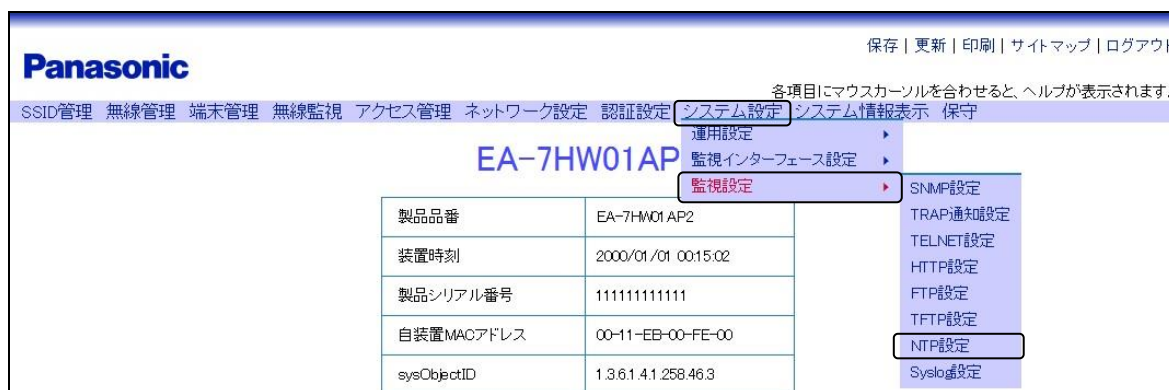 保存 | 更新 | 印刷 | サイトマップ | ログアウト
Panasonic
各項目にマウスカーソルを合わせると、ヘルプが表示されます。
SSID管理 無線管理 端末管理 無線監視 アクセス管理 ネットワーク設定 認証設定 システム設定 システム情報表示 保守
運用設定
監視インターフェース設定
監視設定
SNMP設定
TRAP通知設定
TELNET設定
HTTP設定
FTP設定
TFTP設定
NTP設定
Syslog設定
EA-7HW01AP
製品品番 EA-7HW01AP2
装置時刻 2000/01/01 00:15:02
製品シリアル番号 111111111111
自装置MACアドレス 00-11-EB-00-FE-00
sysObjectID 1.3.6.1.4.1.258.46.3